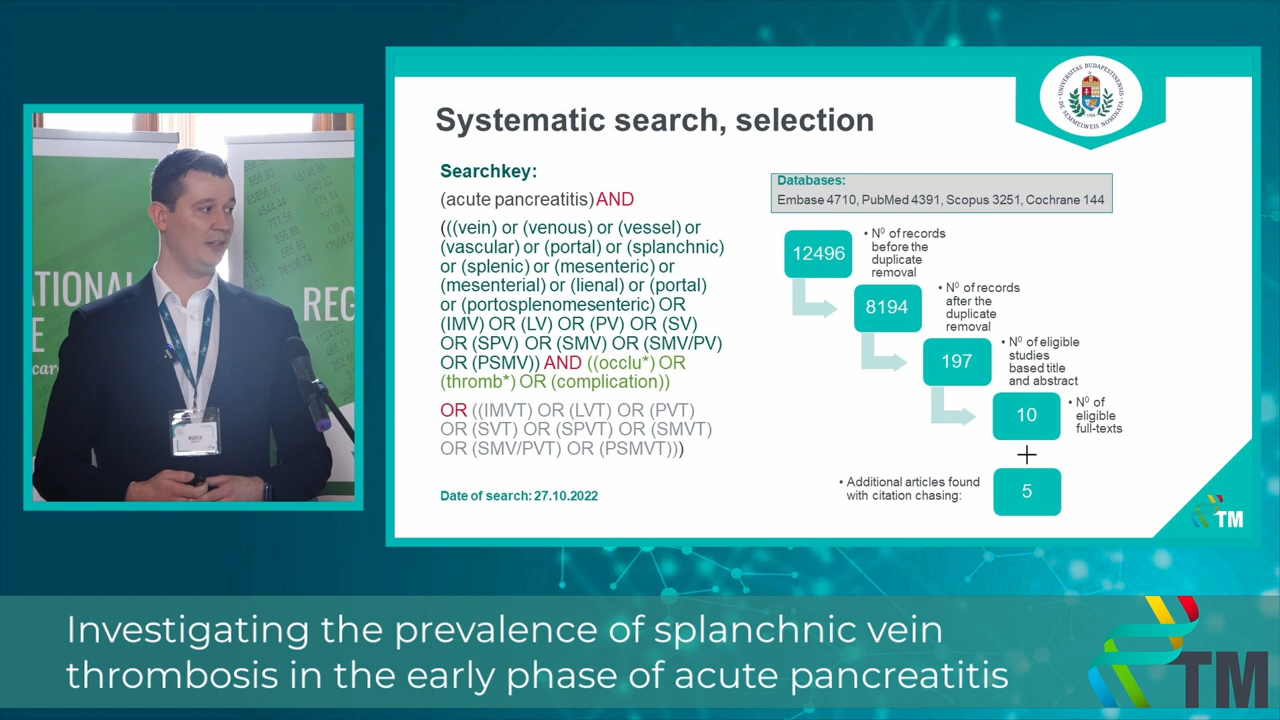 Systematic search, selection
Searchkey:
(acute pancreatitis) AND
(((vein) or (venous) or (vessel) or
(vascular) or (portal) or (splanchnic)
or (splenic) or (mesenteric) or
(mesenterial) or (lienal) or (portal)
or (portosplenomesenteric) OR
(IMV) OR (LV) OR (PV) OR (SV)
OR (SPV) OR (SMV) OR (SMV/PV)
OR (PSMV)) AND ((occlu*) OR
(thromb*) OR (complication))
OR ((IMVT) OR (LVT) OR (PVT)
OR (SVT) OR (SPVT) OR (SMVT)
OR (SMV/PVT) OR (PSMVT)))
Date of search: 27.10.2022
Databases:
Embase 4710, PubMed 4391, Scopus 3251, Cochrane 144
12496
• N⁰ of records
before the
duplicate
removal
8194
• N⁰ of records
after the
duplicate
removal
197
• N⁰ of eligible
studies
based title
and abstract
10
• N⁰ of
eligible
full-texts
+
• Additional articles found
with citation chasing:
5
TM
ATIONAL
E
car
REG
Investigating the prevalence of splanchnic vein
thrombosis in the early phase of acute pancreatitis
TM